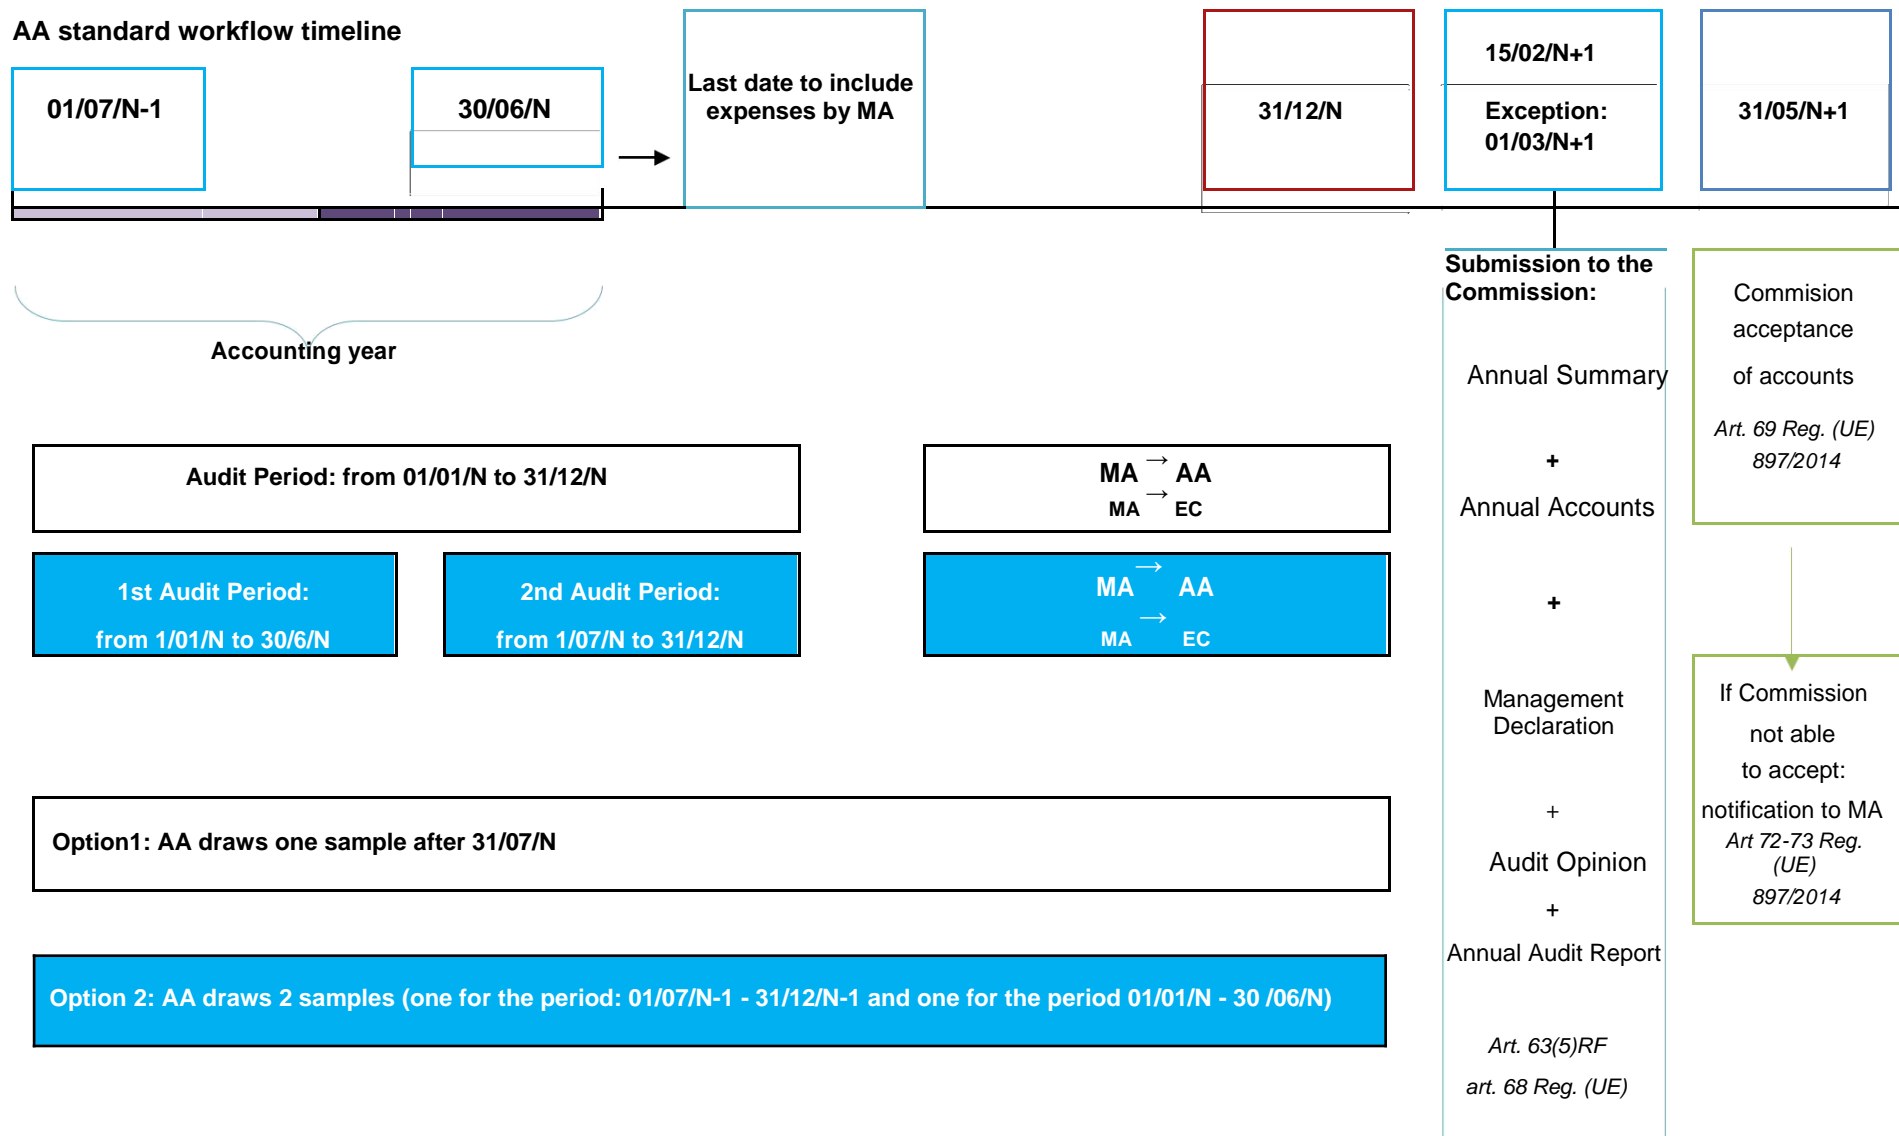 AA standard workflow timeline
01/07/N-1
30/06/N
Last date to include
expenses by MA
31/12/N
15/02/N+1
Exception:
01/03/N+1
31/05/N+1
Accounting year
Submission to the
Commission:
Annual Summary
+
Annual Accounts
+
Management
Declaration
+
Audit Opinion
+
Annual Audit Report
Art. 63(5)RF
art. 68 Reg. (UE)
Commision
acceptance
of accounts
Art. 69 Reg. (UE)
897/2014
If Commission
not able
to accept:
notification to MA
Art 72-73 Reg.
(UE)
897/2014
Audit Period: from 01/01/N to 31/12/N
MA → AA
MA → EC
1st Audit Period:
from 1/01/N to 30/6/N
2nd Audit Period:
from 1/07/N to 31/12/N
MA → AA
MA → EC
Option1: AA draws one sample after 31/07/N
Option 2: AA draws 2 samples (one for the period: 01/07/N-1 - 31/12/N-1 and one for the period 01/01/N - 30 /06/N)